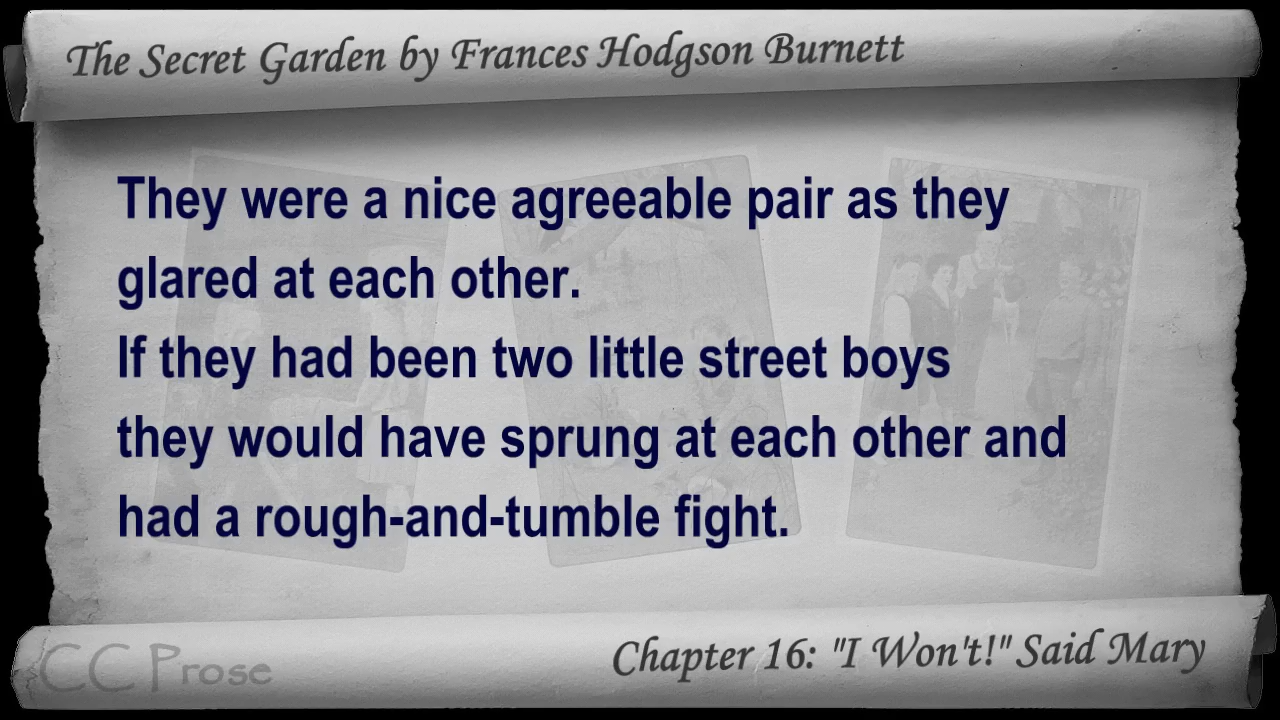 The Secret Garden by Frances Hodgson Burnett
They were a nice agreeable pair as they
glared at each other.
If they had been two little street boys
they would have sprung at each other and
had a rough-and-tumble fight.
CC Prose
Chapter 16: "I Won't!" Said Mary